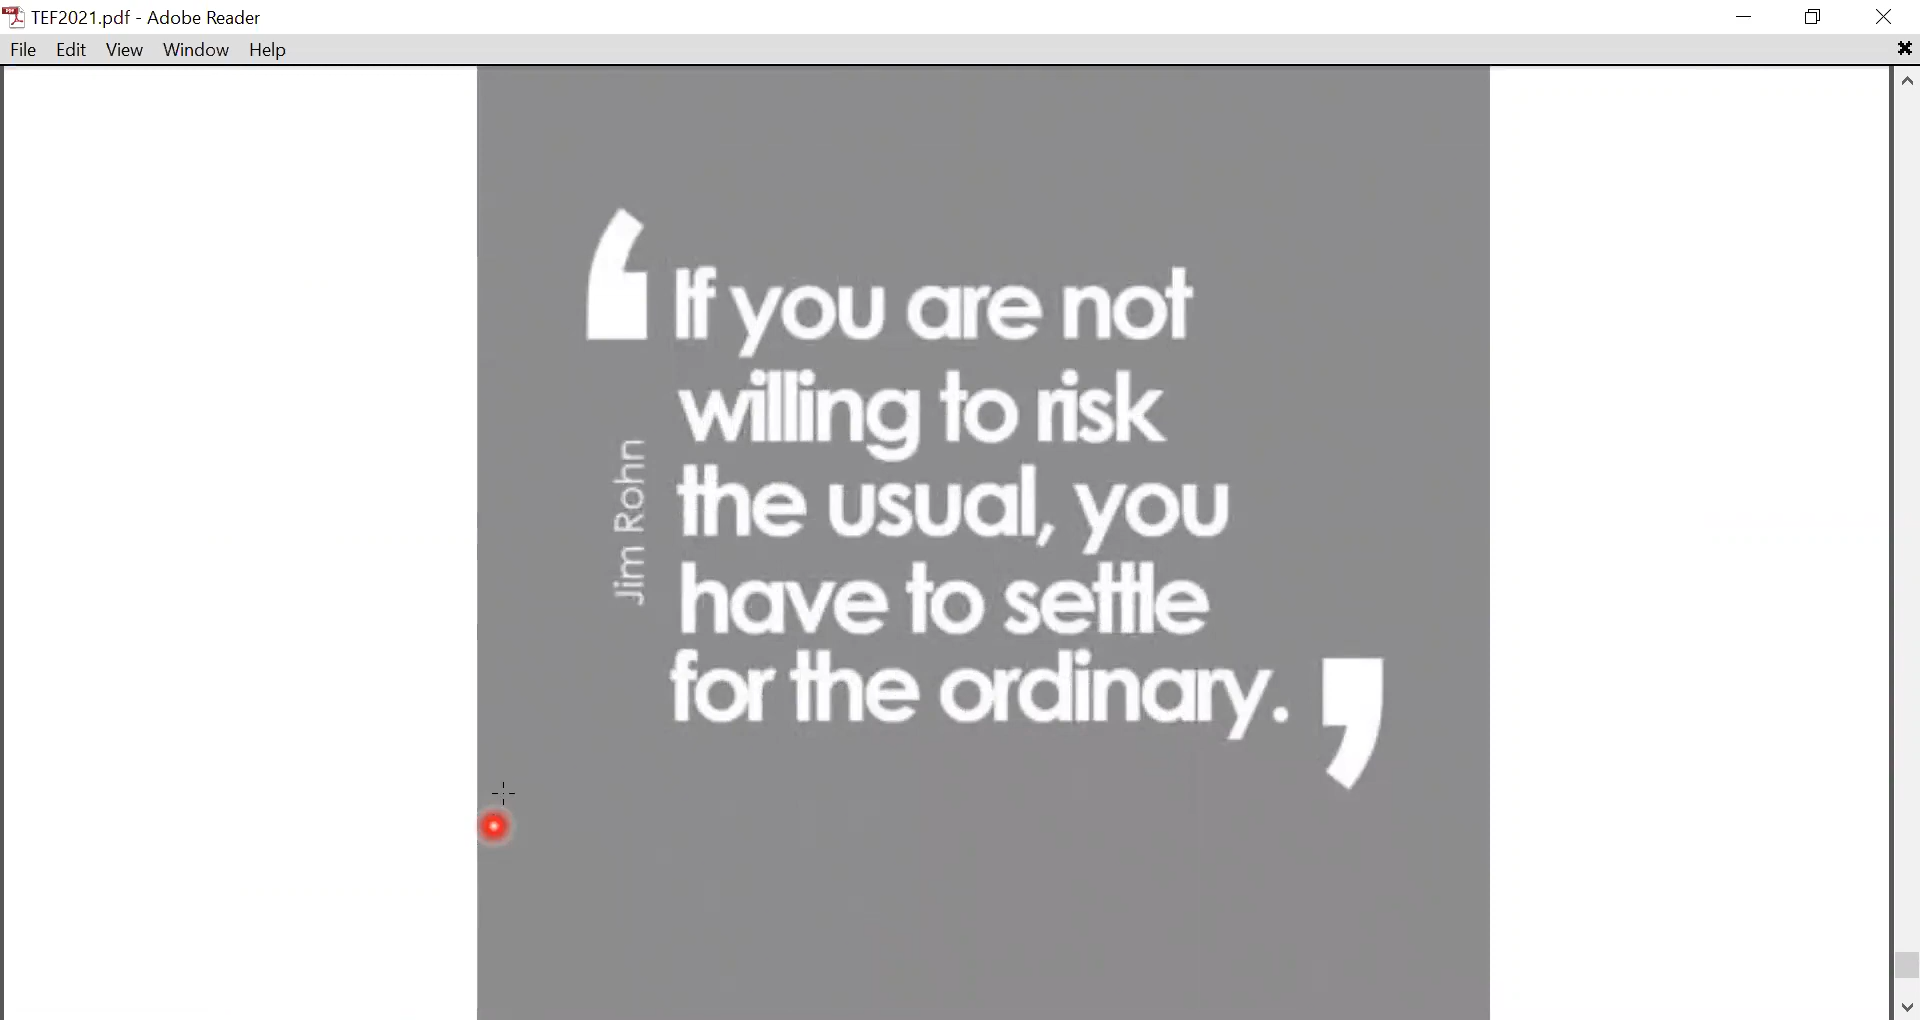 TEF2021.pdf - Adobe Reader
File Edit View Window Help
‘If you are not
willing to risk
the usual, you
have to settle
for the ordinary.’
Jim Rohn